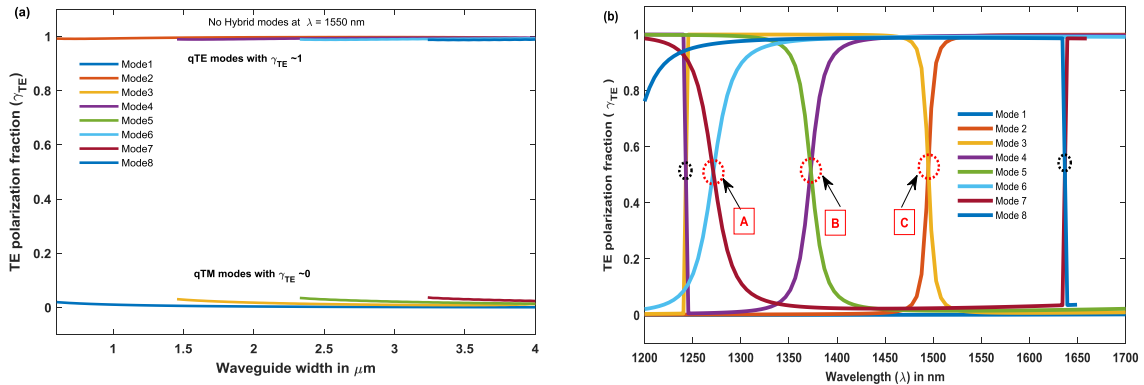 (a)
No Hybrid modes at λ = 1550 μm
qTE modes with γTE ~1
Mode1
Mode2
Mode3
Mode4
Mode5
Mode6
Mode7
Mode8
qTM modes with γTE ~0
TE polarization fraction (γTE)
1
0.8
0.6
0.4
0.2
0
1
1.5
2
2.5
3
3.5
4
Waveguide width in μm
(b)
TE polarization fraction ( γTE)
1
0.8
0.6
0.4
0.2
0
Mode 1
Mode 2
Mode 3
Mode 4
Mode 5
Mode 6
Mode 7
Mode 8
A
B
C
1200
1250
1300
1350
1400
1450
1500
1550
1600
1650
1700
Wavelength (λ) in nm